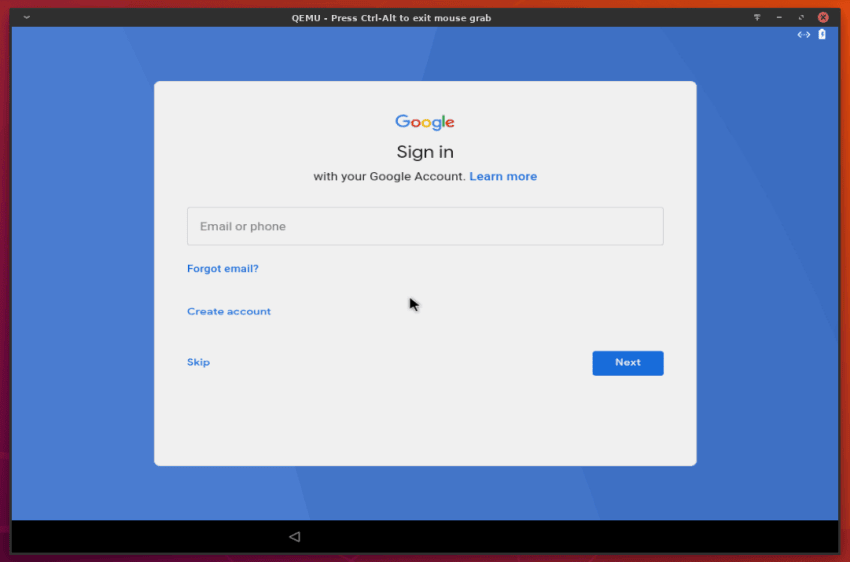 QEMU - Press Ctrl-Alt to exit mouse grab
Google
Sign in
with your Google Account. Learn more
Email or phone
Forgot email?
Create account
Skip
Next